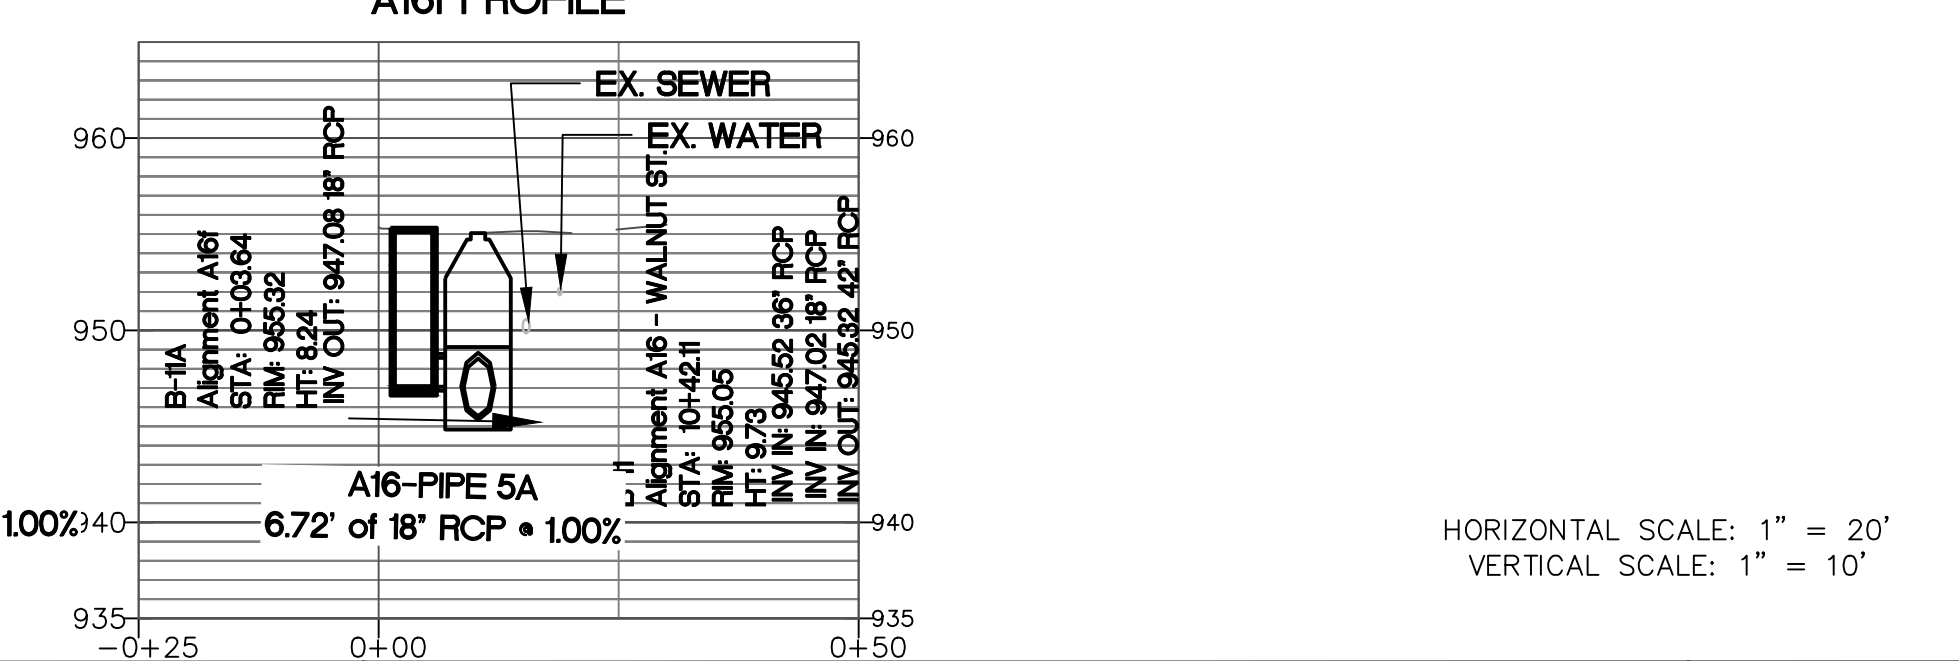 A16f PROFILE
EX. SEWER
EX. WATER
960
960
950
950
B-11A
Alignment A16f
STA: 0+03.64
RIM: 955.32
HT: 8.24
INV OUT: 947.08 18" RCP
Alignment A16 - WALNUT ST.
STA: 10+42.11
RIM: 955.05
HT: 9.73
INV IN: 945.52 36" RCP
INV IN: 947.02 18" RCP
INV OUT: 945.32 42" RCP
A16-PIPE 5A
6.72' of 18" RCP @ 1.00%
1.00%
940
940
935
935
-0+25
0+00
0+50
HORIZONTAL SCALE: 1" = 20'
VERTICAL SCALE: 1" = 10'